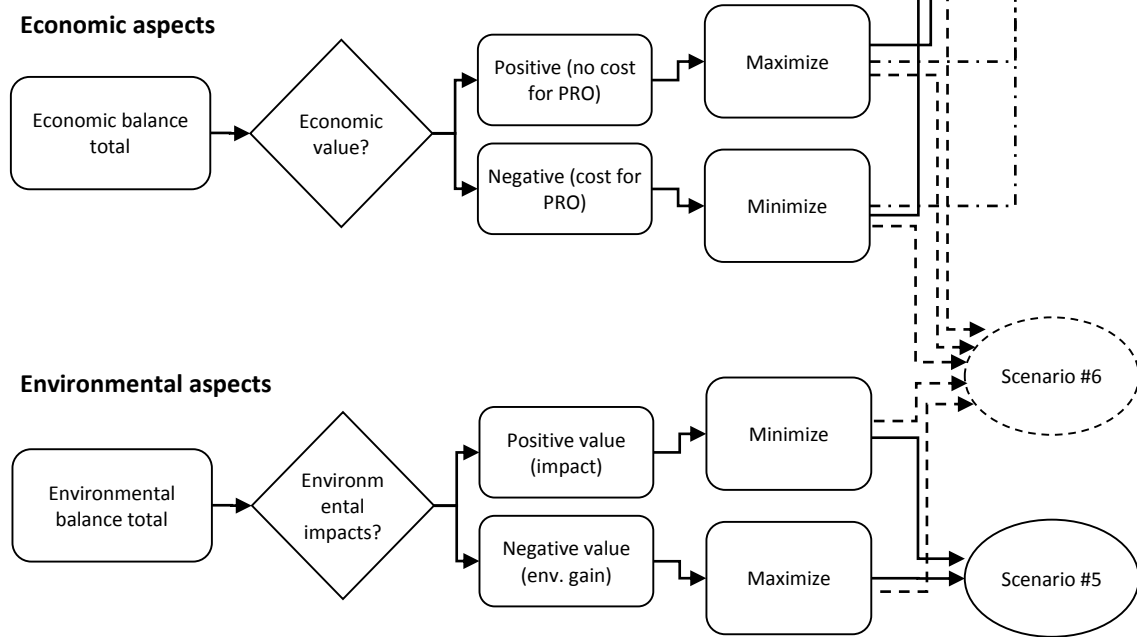 Economic aspects
Economic balance
total
Economic
value?
Positive (no cost
for PRO)
Maximize
Negative (cost for
PRO)
Minimize
Scenario #6
Environmental aspects
Environmental
balance total
Environm
ental
impacts?
Positive value
(impact)
Minimize
Negative value
(env. gain)
Maximize
Scenario #5